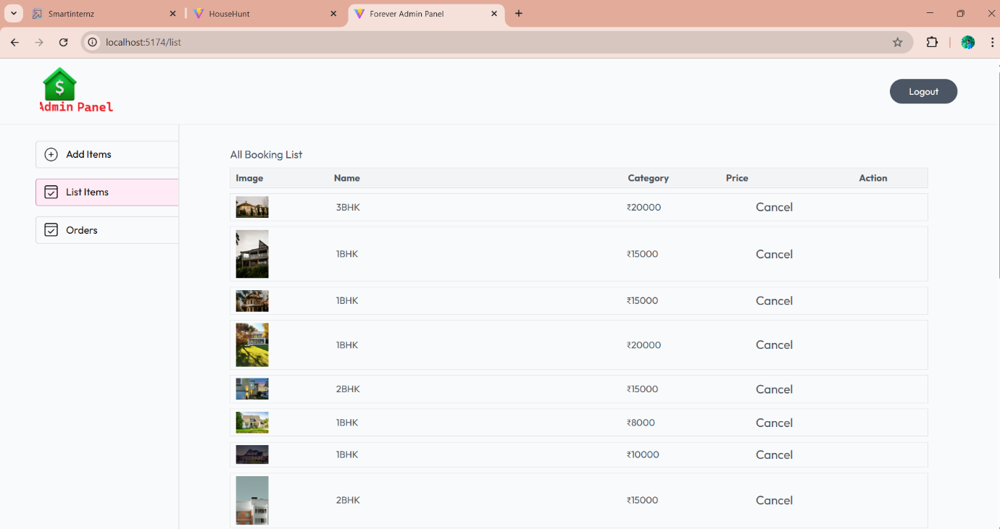 Smartinternz
HouseHunt
Forever Admin Panel
localhost:5174/list
$
Admin Panel
Logout
Add Items
List Items
Orders
All Booking List
Image Name Category Price Action
3BHK ₹20000 Cancel
1BHK ₹15000 Cancel
1BHK ₹15000 Cancel
1BHK ₹20000 Cancel
2BHK ₹15000 Cancel
1BHK ₹8000 Cancel
1BHK ₹10000 Cancel
2BHK ₹15000 Cancel